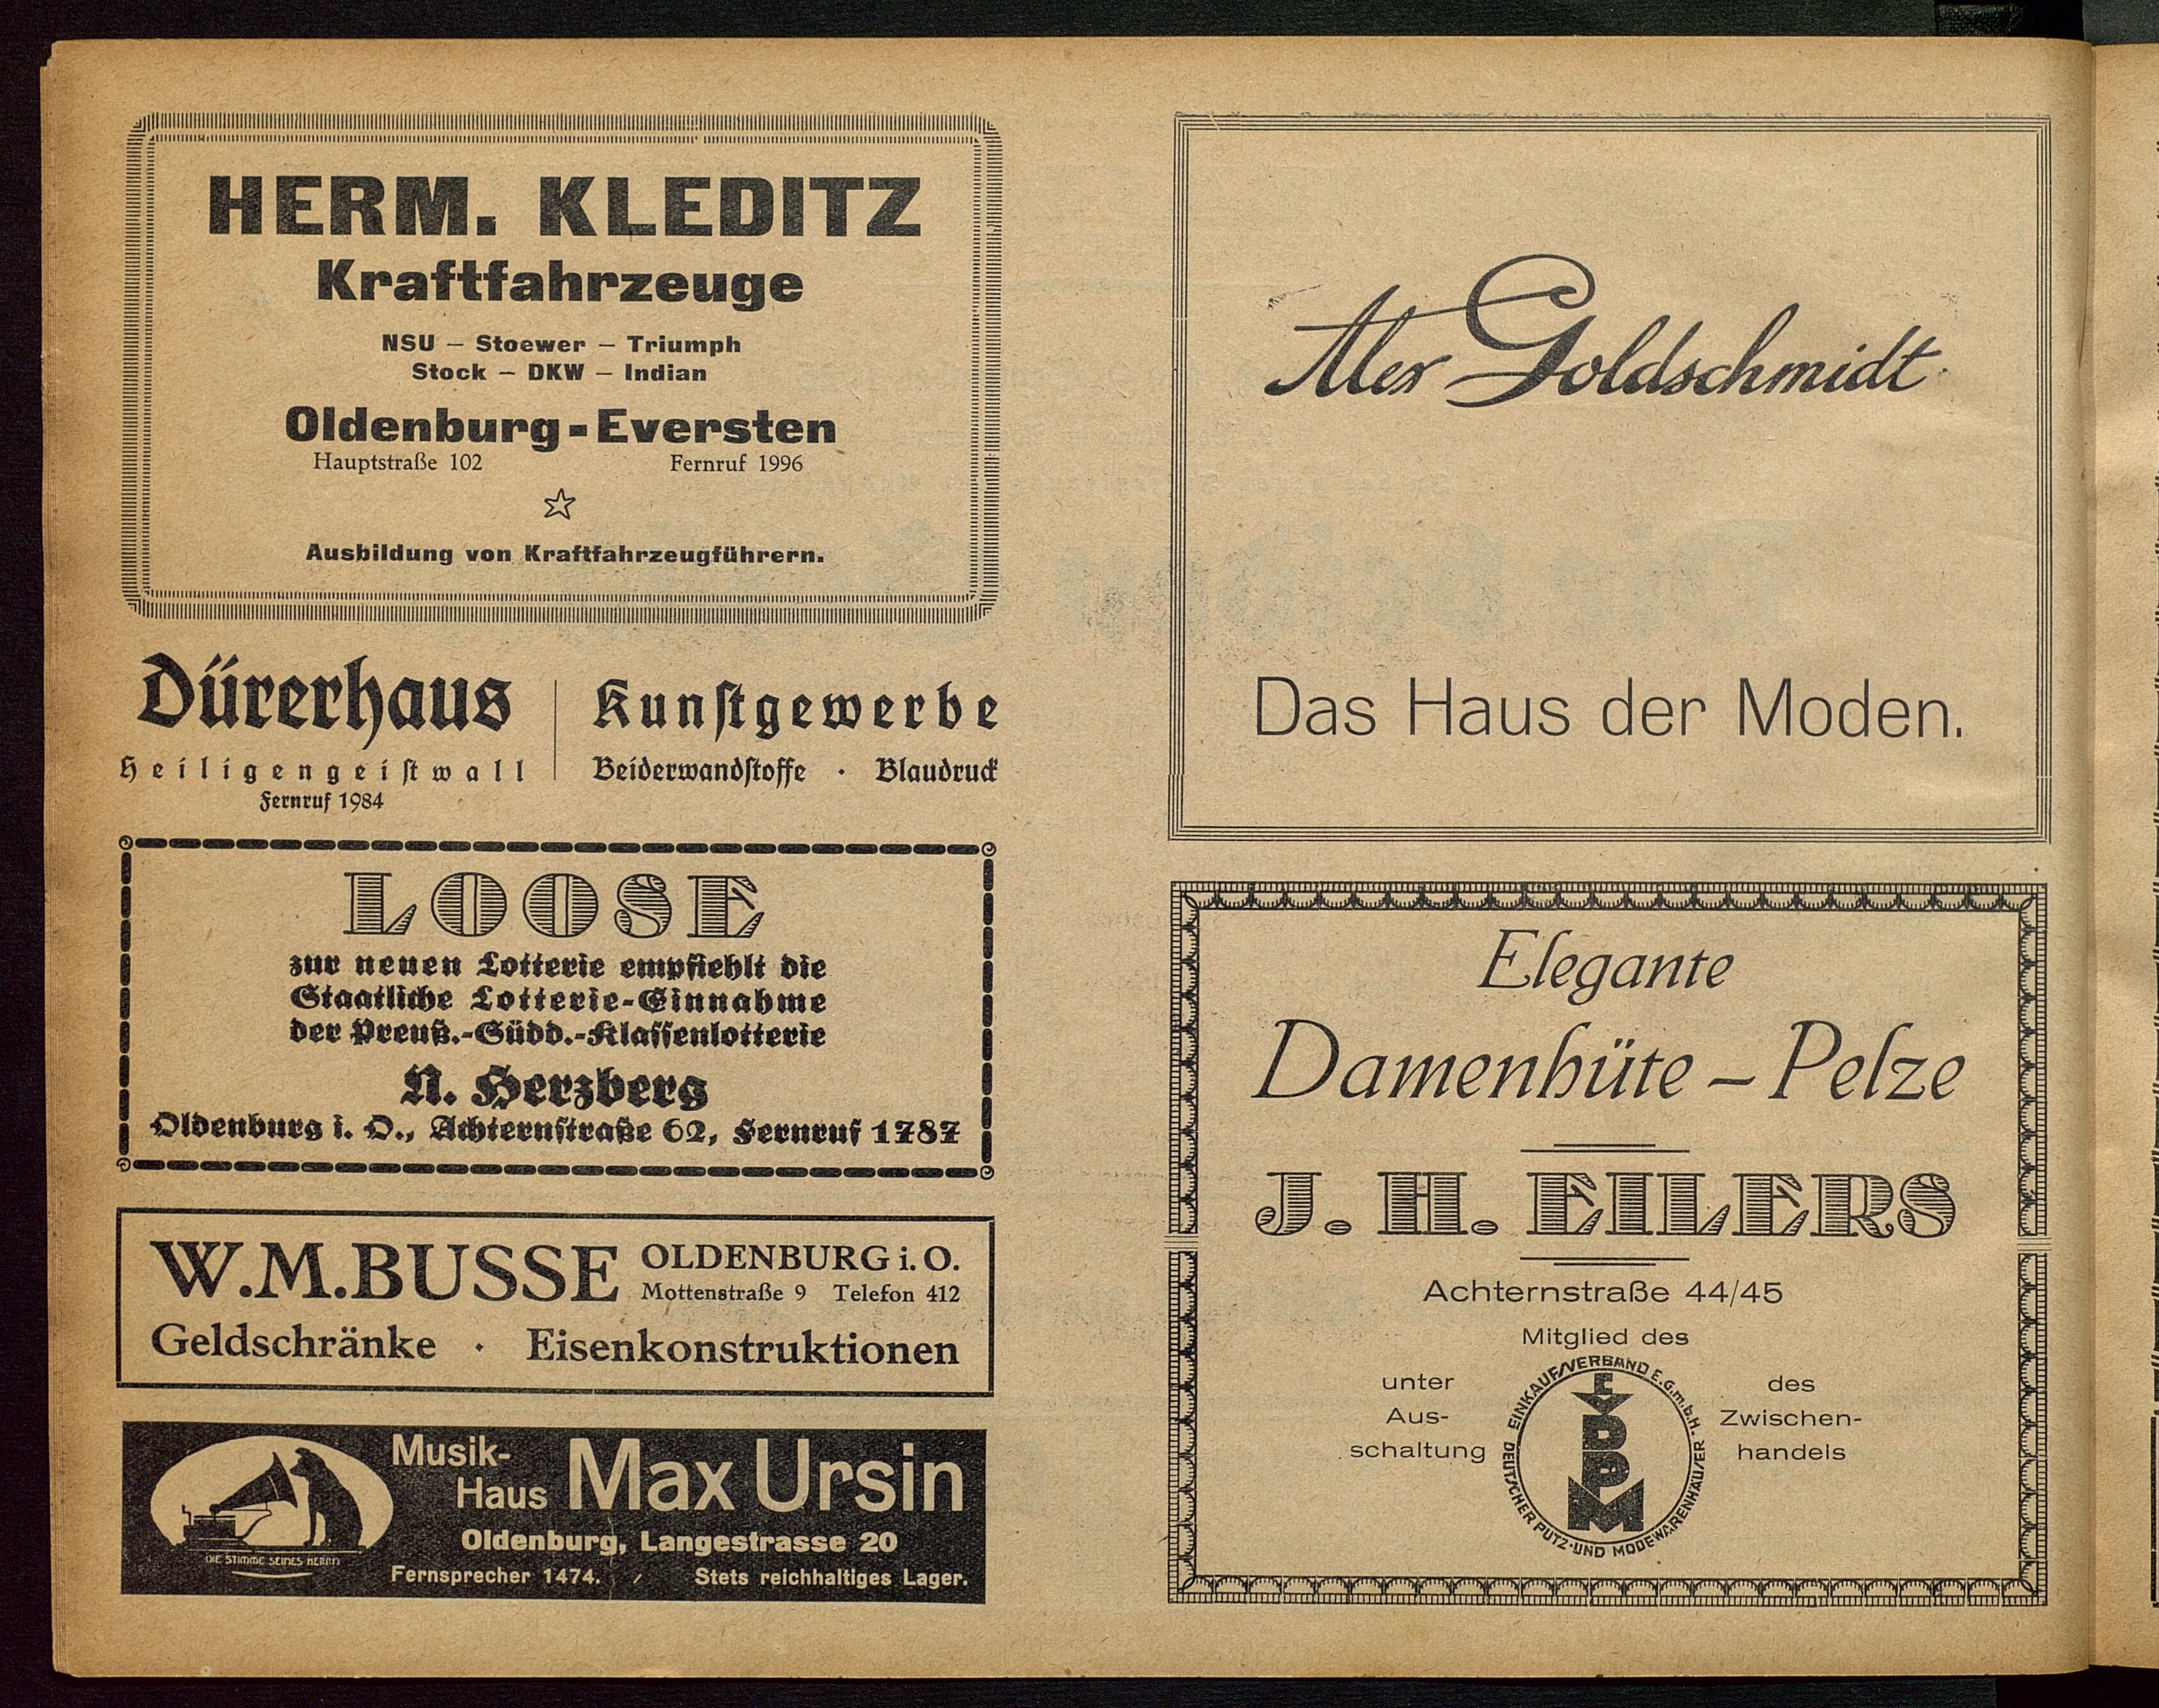 HERM. KLEDITZ
Kraftfahrzeuge
NSU – Stoewer – Triumph
Stock – DKW – Indian
Oldenburg-Eversten
Hauptstraße 102 Fernruf 1996
Ausbildung von Kraftfahrzeugführern.
Dürerhaus
Heiligengeistwall
Fernruf 1984
Kunstgewerbe
Beiderwandstoffe · Blaudruck
LOOSE
zur neuen Lotterie empfiehlt die
Staatliche Lotterie-Einnahme
der Preuß.-Südd.-Klassenlotterie
N. Herzberg
Oldenburg i. O., Achternstraße 62, Fernruf 1787
W.M.BUSSE OLDENBURG i. O.
Mottenstraße 9 Telefon 412
Geldschränke · Eisenkonstruktionen
Musik-
Haus Max Ursin
Oldenburg, Langestrasse 20
Fernsprecher 1474. Stets reichhaltiges Lager.
DIE STIMME SEINES HERRN
Alex Goldschmidt
Das Haus der Moden.
Elegante
Damenhüte – Pelze
J. H. EILERS
Achternstraße 44/45
Mitglied des
EINKAUFSVERBAND E.G.m.b.H.
DEUTSCHER PUTZ-UND MODEWARENHÄUSER
EDPM
unter
Aus-
schaltung
des
Zwischen-
handels